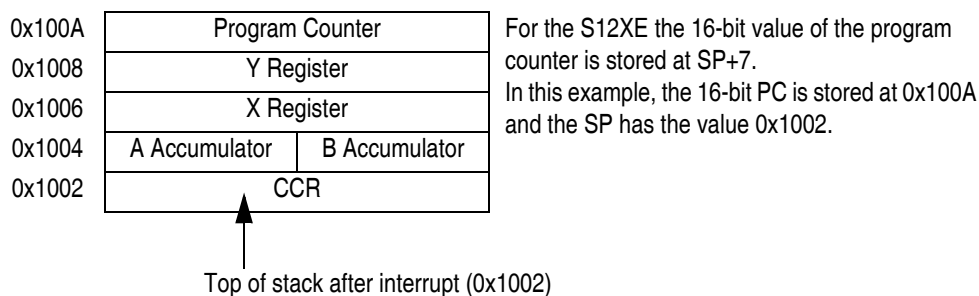 0x100A Program Counter
0x1008 Y Register
0x1006 X Register
0x1004 A Accumulator B Accumulator
0x1002 CCR
Top of stack after interrupt (0x1002)
For the S12XE the 16-bit value of the program
counter is stored at SP+7.
In this example, the 16-bit PC is stored at 0x100A
and the SP has the value 0x1002.